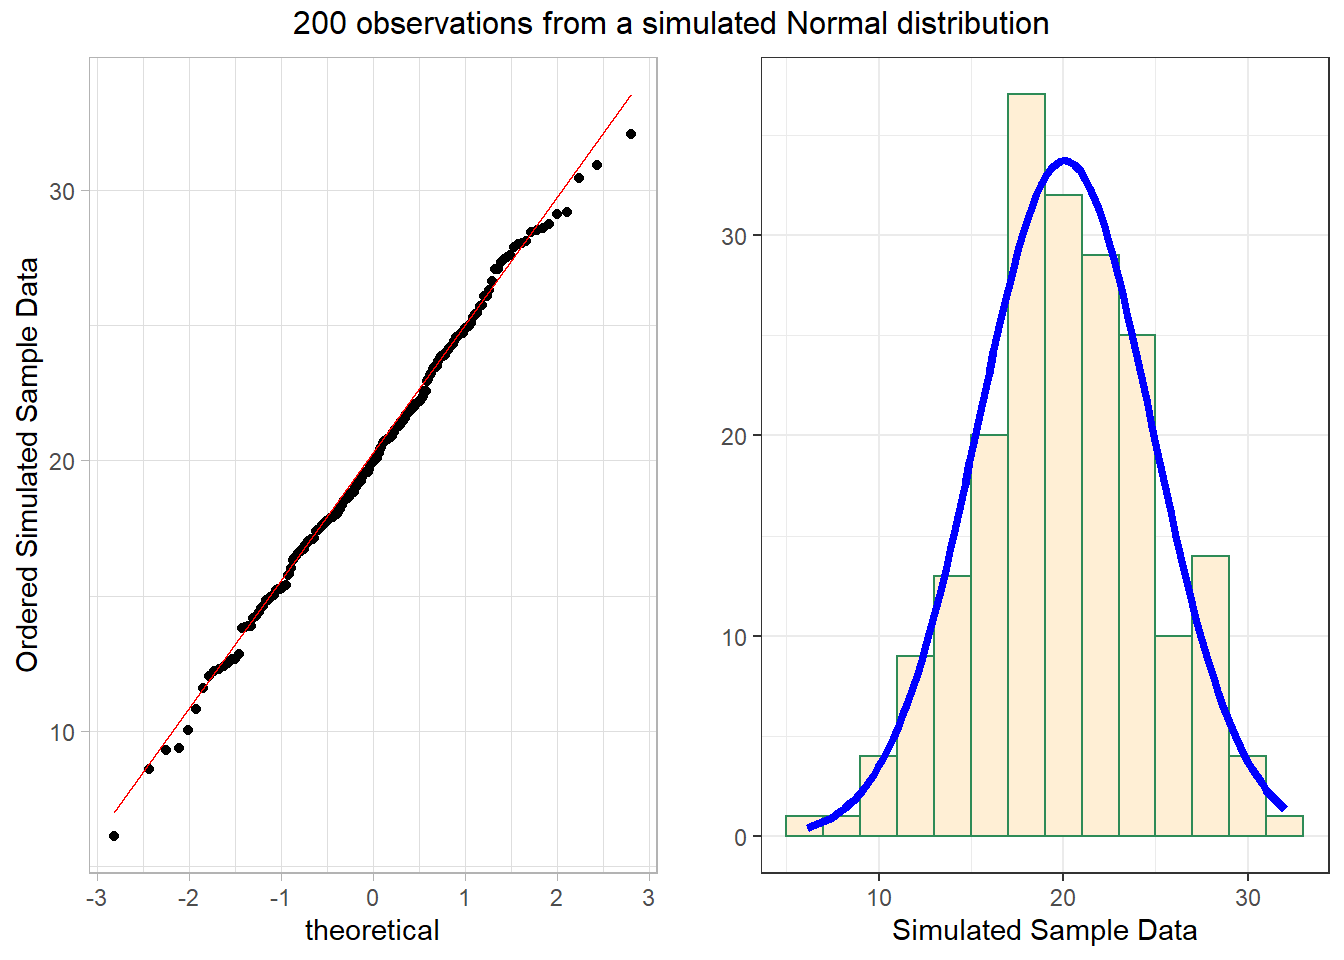 200 observations from a simulated Normal distribution
Ordered Simulated Sample Data
30
20
10
-3 -2 -1 0 1 2 3
theoretical
30
20
10
0
10 20 30
Simulated Sample Data